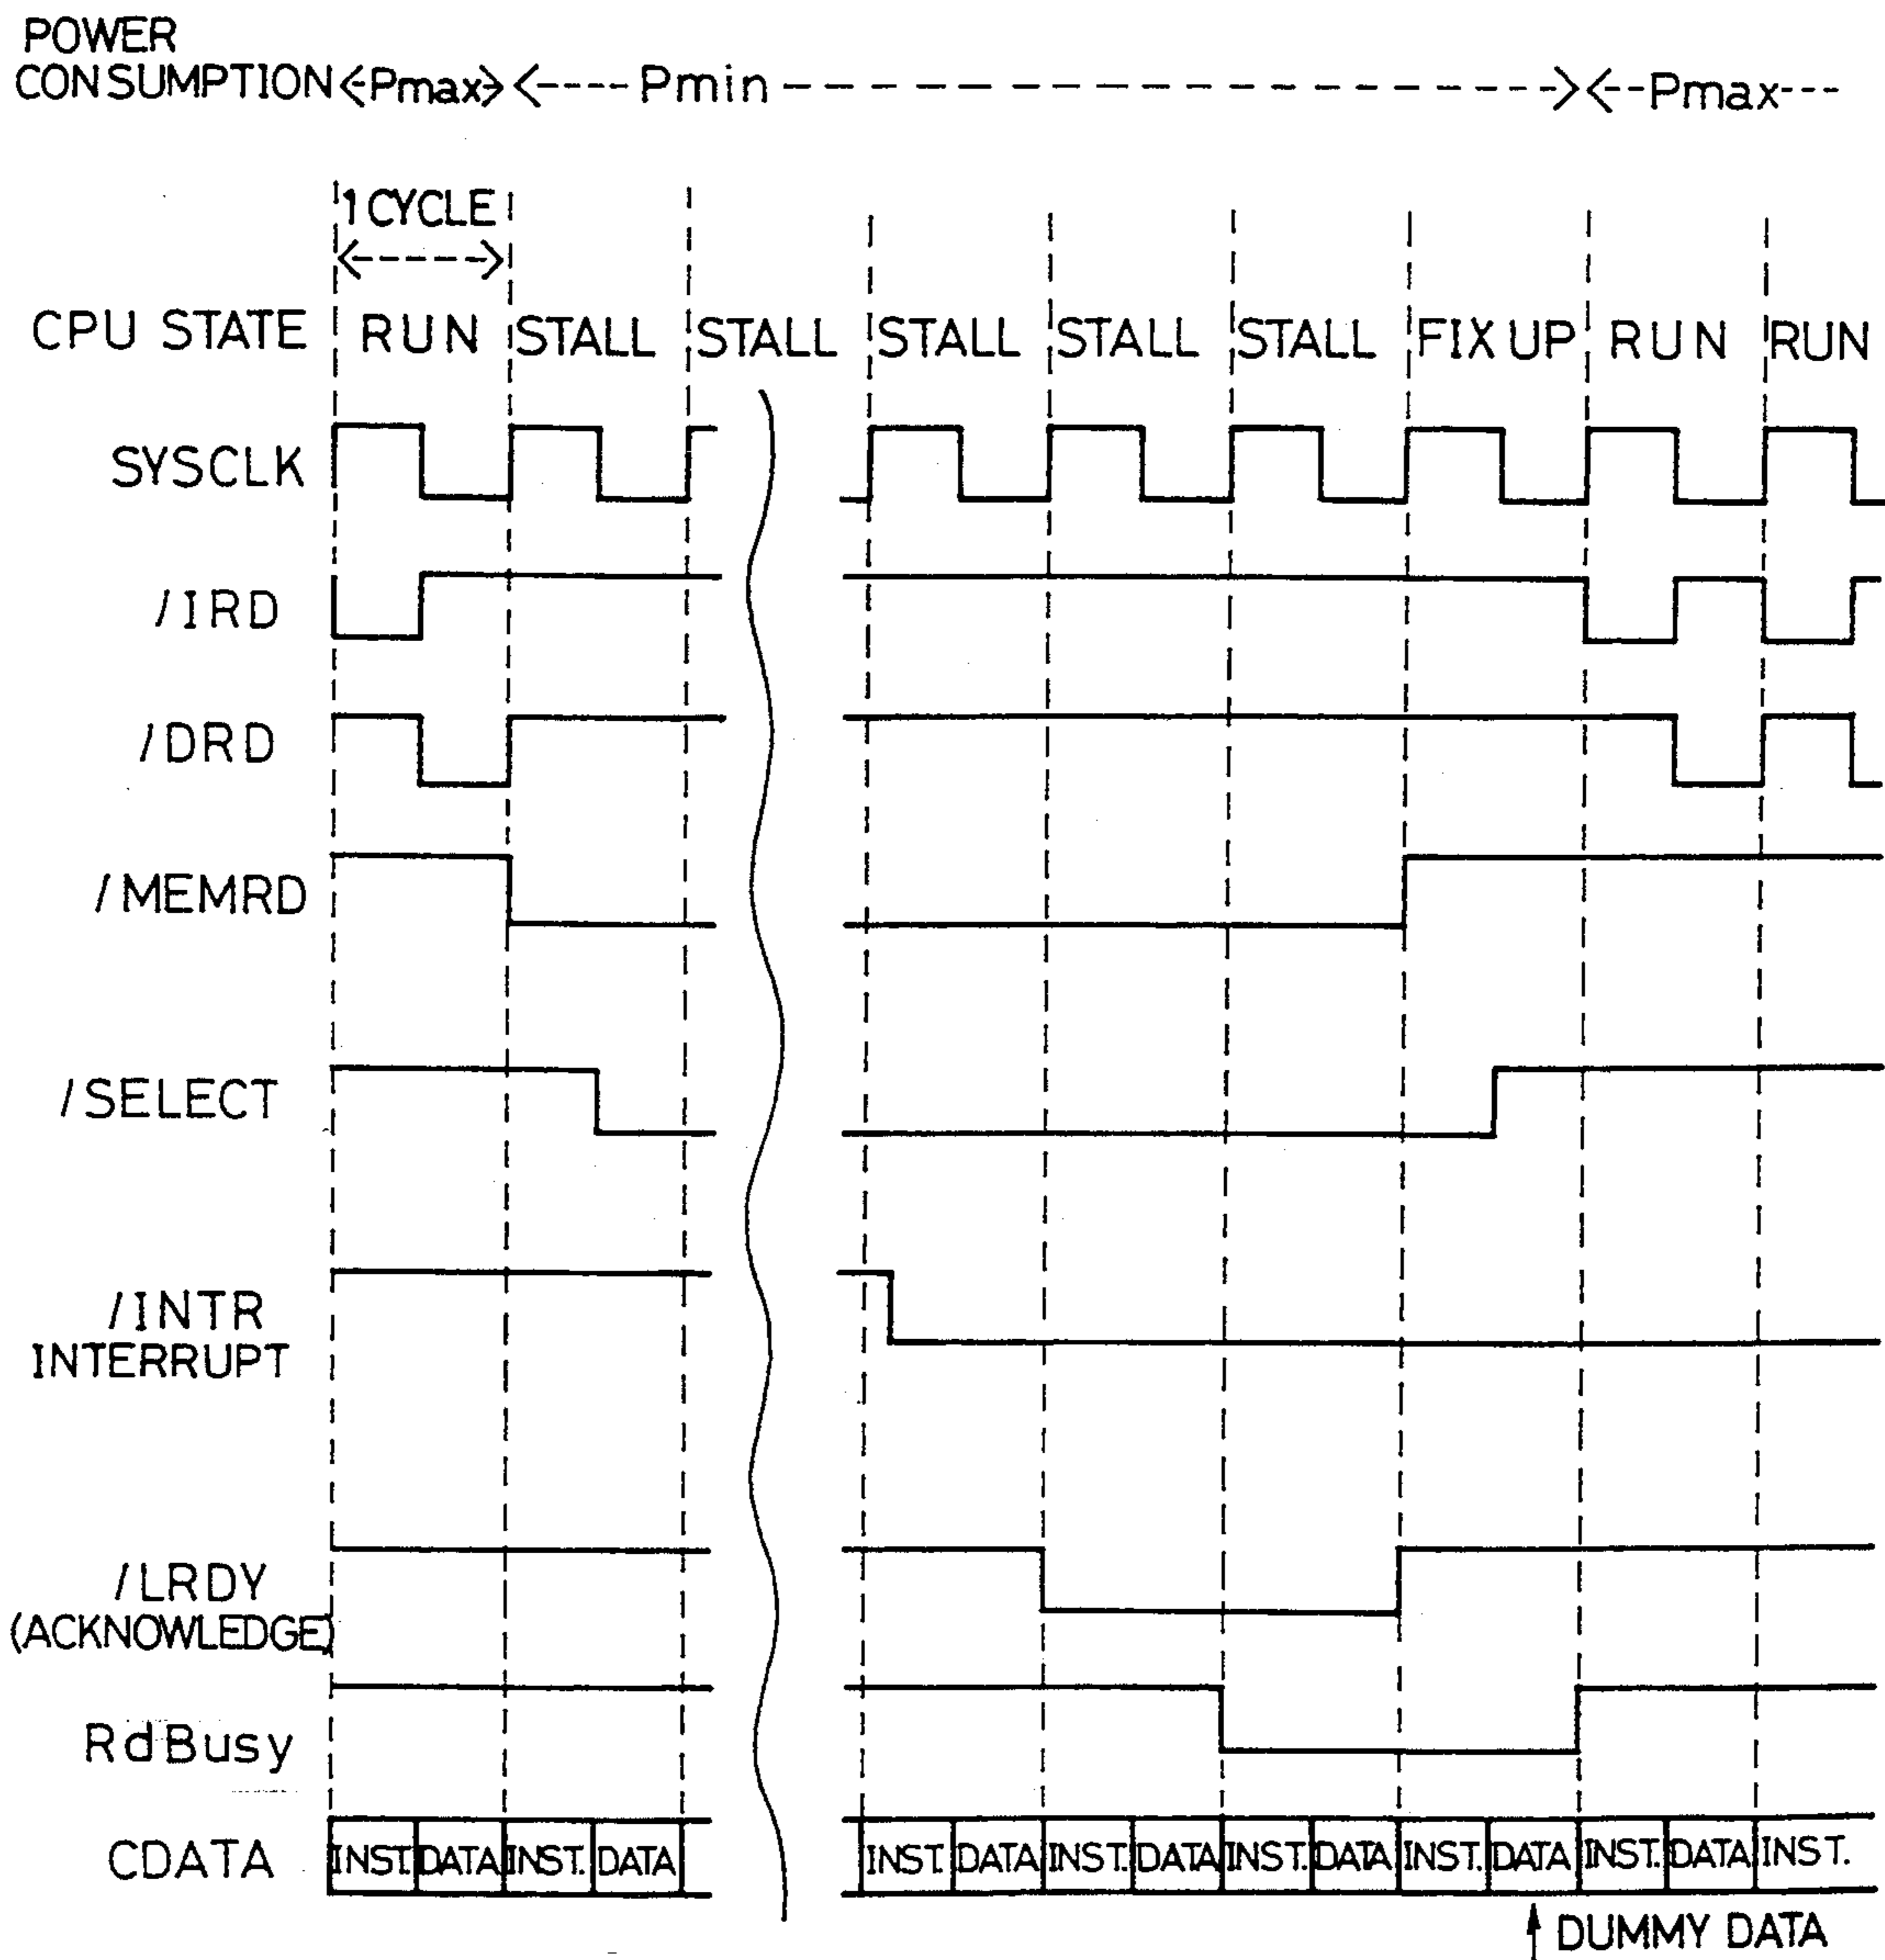 POWER
CONSUMPTION <-Pmax-> <---- Pmin - - - - - - - - - - - - -> <--Pmax---
1 CYCLE
<------>
CPU STATE RUN STALL STALL STALL STALL STALL FIX UP RUN RUN
SYSCLK
/IRD
/DRD
/MEMRD
/SELECT
/INTR
INTERRUPT
/LRDY
(ACKNOWLEDGE)
RdBusy
CDATA INST. DATA INST. DATA INST. DATA INST. DATA INST. DATA INST. DATA INST. DATA INST.
DUMMY DATA